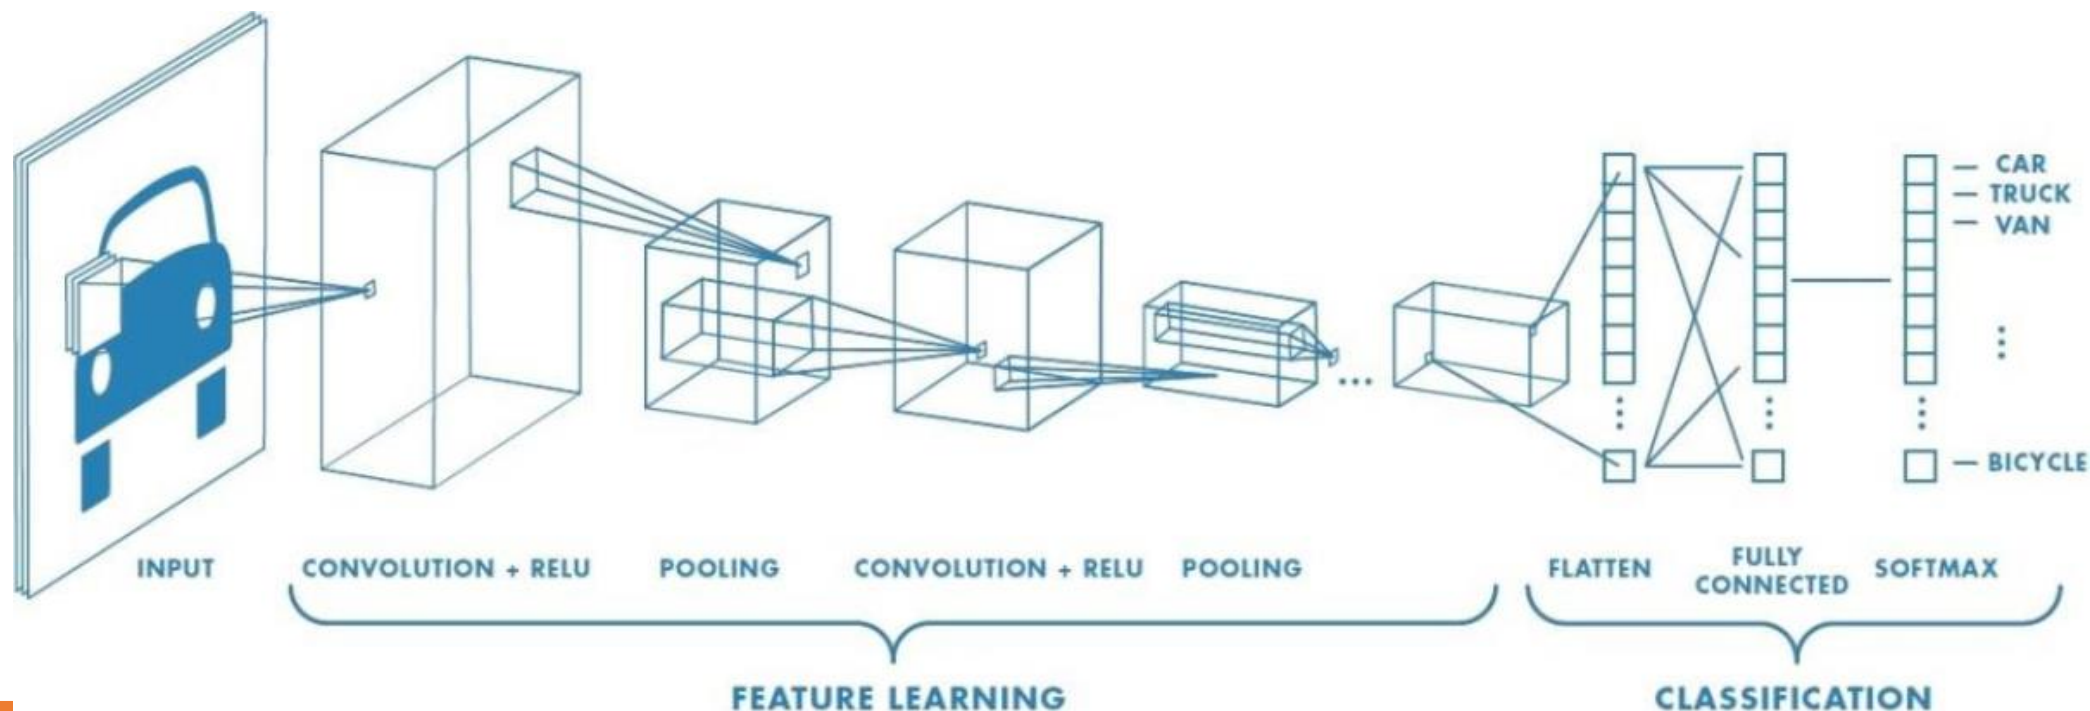 CAR
TRUCK
VAN
BICYCLE
INPUT
CONVOLUTION + RELU
POOLING
CONVOLUTION + RELU
POOLING
FLATTEN
FULLY
CONNECTED
SOFTMAX
FEATURE LEARNING
CLASSIFICATION